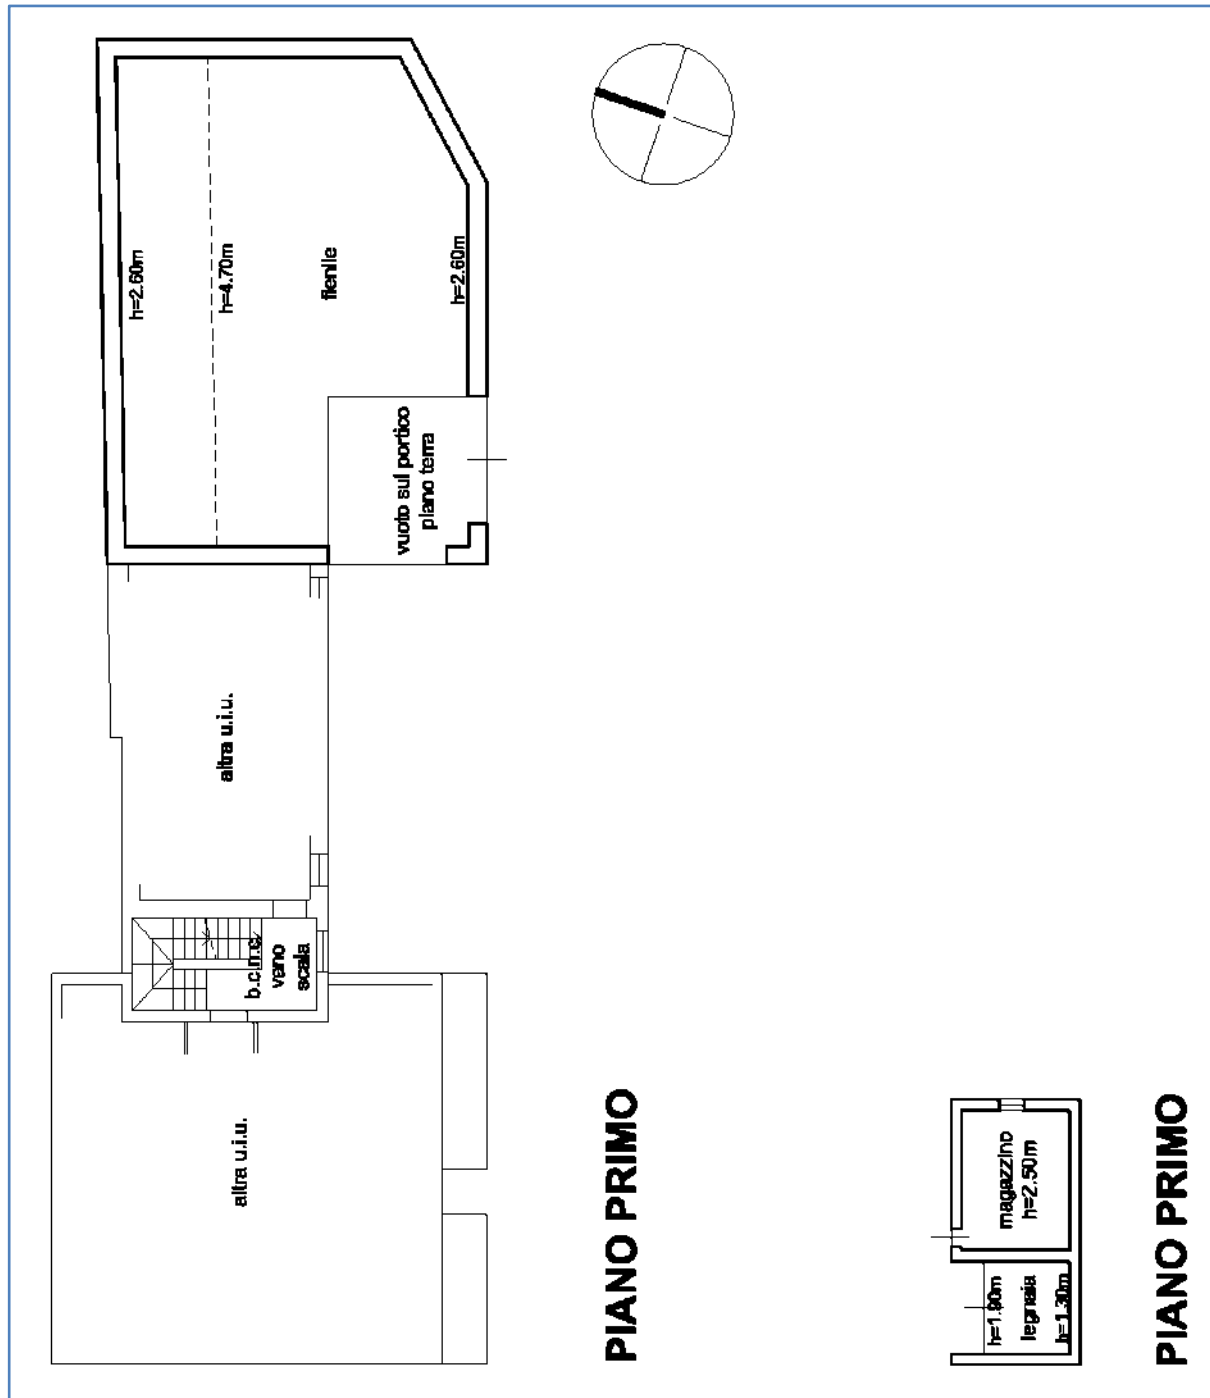 h=2.60m
h=4.70m
fienile
h=2.60m
vuoto sul portico
piano terra
altra u.i.u.
b.c.n.c.
vano
scala
altra u.i.u.
PIANO PRIMO
magazzino
h=2.50m
h=1.90m
legnaia
h=1.30m
PIANO PRIMO